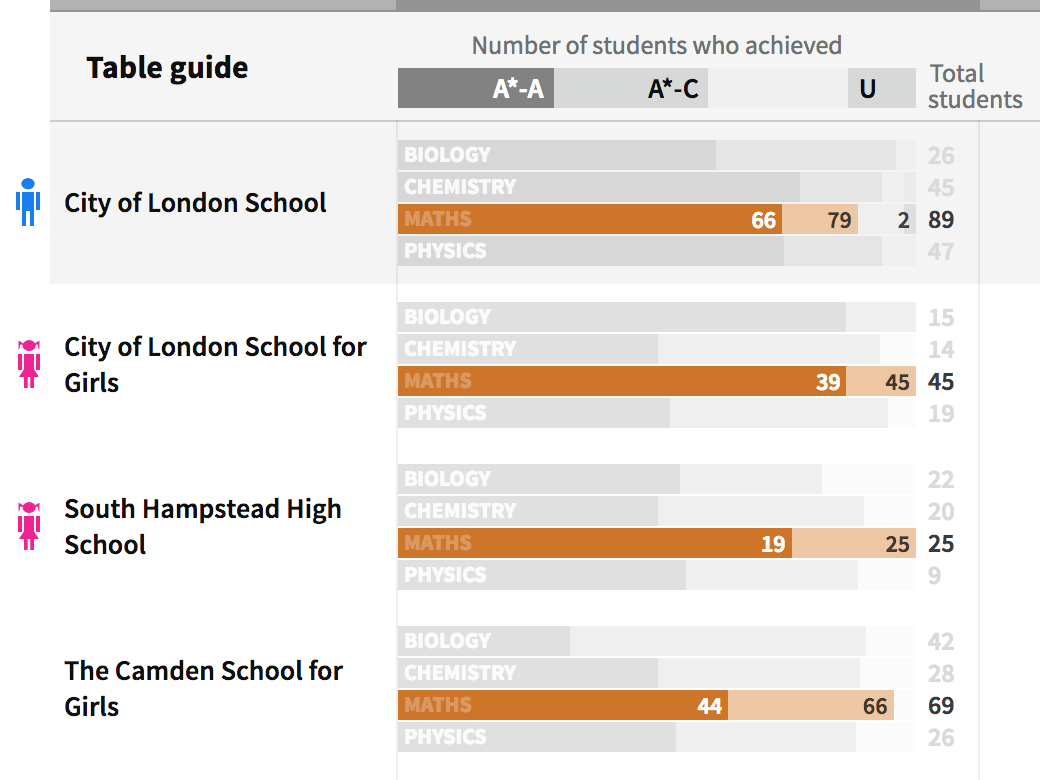 Table guide
Number of students who achieved
A*-A A*-C U
Total
students
BIOLOGY 26
CHEMISTRY 45
City of London School
MATHS 66 79 2 89
PHYSICS 47
BIOLOGY 15
City of London School for
Girls
CHEMISTRY 14
MATHS 39 45 45
PHYSICS 19
BIOLOGY 22
South Hampstead High
School
CHEMISTRY 20
MATHS 19 25 25
PHYSICS 9
BIOLOGY 42
The Camden School for
Girls
CHEMISTRY 28
MATHS 44 66 69
PHYSICS 26